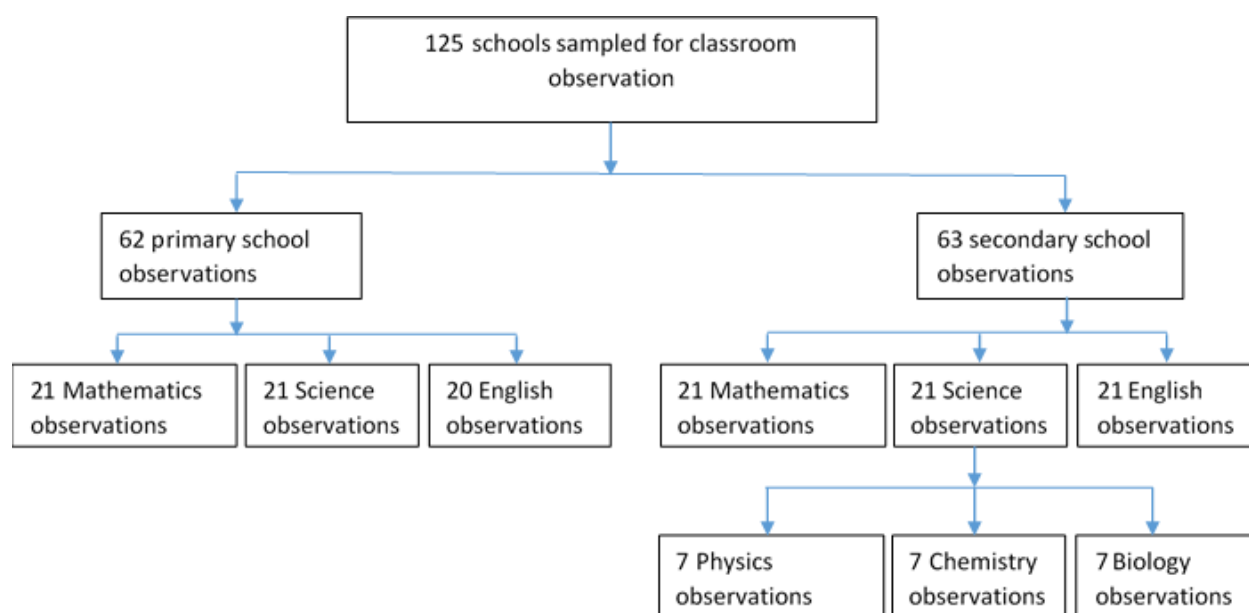 125 schools sampled for classroom
observation
62 primary school
observations
63 secondary school
observations
21 Mathematics
observations
21 Science
observations
20 English
observations
21 Mathematics
observations
21 Science
observations
21 English
observations
7 Physics
observations
7 Chemistry
observations
7 Biology
observations